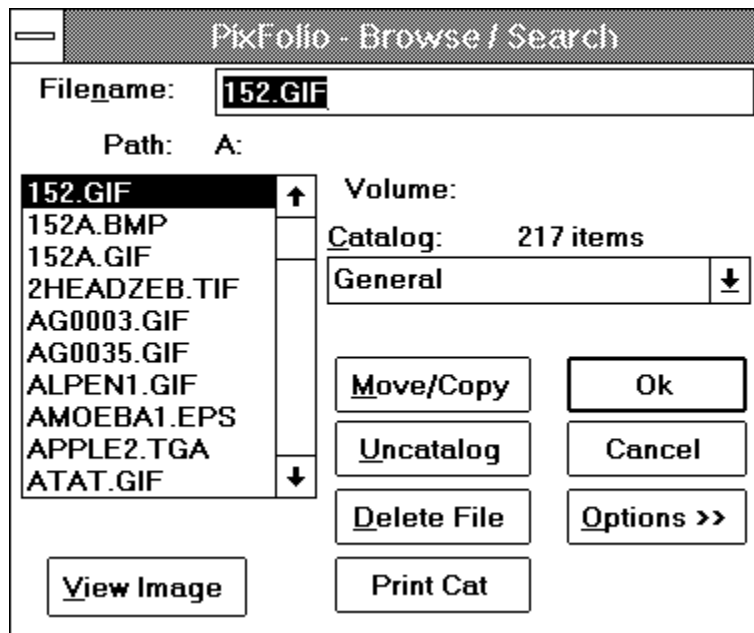 PixFolio - Browse / Search
Filename: 152.GIF
Path: A:
152.GIF
152A.BMP
152A.GIF
2HEADZEB.TIF
AG0003.GIF
AG0035.GIF
ALPEN1.GIF
AMOEBA1.EPS
APPLE2.TGA
ATAT.GIF
Volume:
Catalog: 217 items
General
Move/Copy
Ok
Uncatalog
Cancel
Delete File
Options >>
View Image
Print Cat